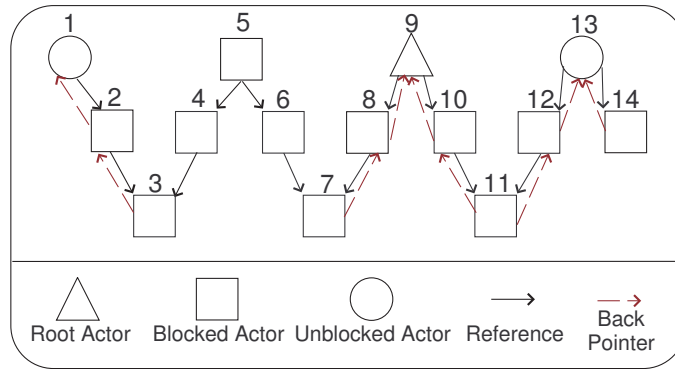 1 5 9 13
2 4 6 8 10 12 14
3 7 11
Root Actor Blocked Actor Unblocked Actor Reference Back
Pointer